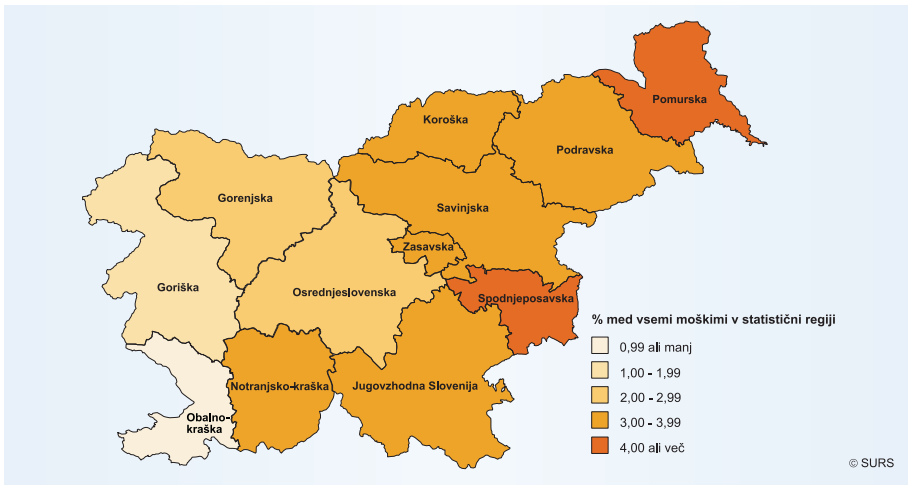 Pomurska
Koroška
Podravska
Gorenjska
Savinjska
Zasavska
Goriška
Osrednjeslovenska
Spodnjeposavska
Notranjsko-kraška
Jugovzhodna Slovenija
Obalno-
kraška
% med vsemi moškimi v statistični regiji
0,99 ali manj
1,00 - 1,99
2,00 - 2,99
3,00 - 3,99
4,00 ali več
© SURS